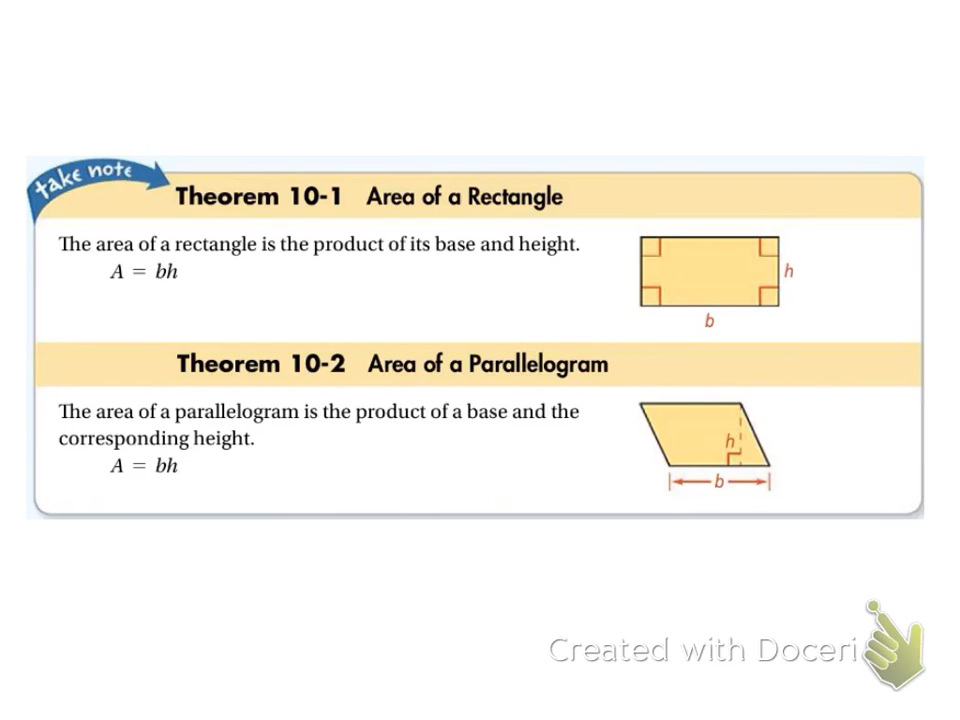 take note
Theorem 10-1 Area of a Rectangle
The area of a rectangle is the product of its base and height.
A = bh
h
b
Theorem 10-2 Area of a Parallelogram
The area of a parallelogram is the product of a base and the
corresponding height.
A = bh
h
b
Created with Doceri